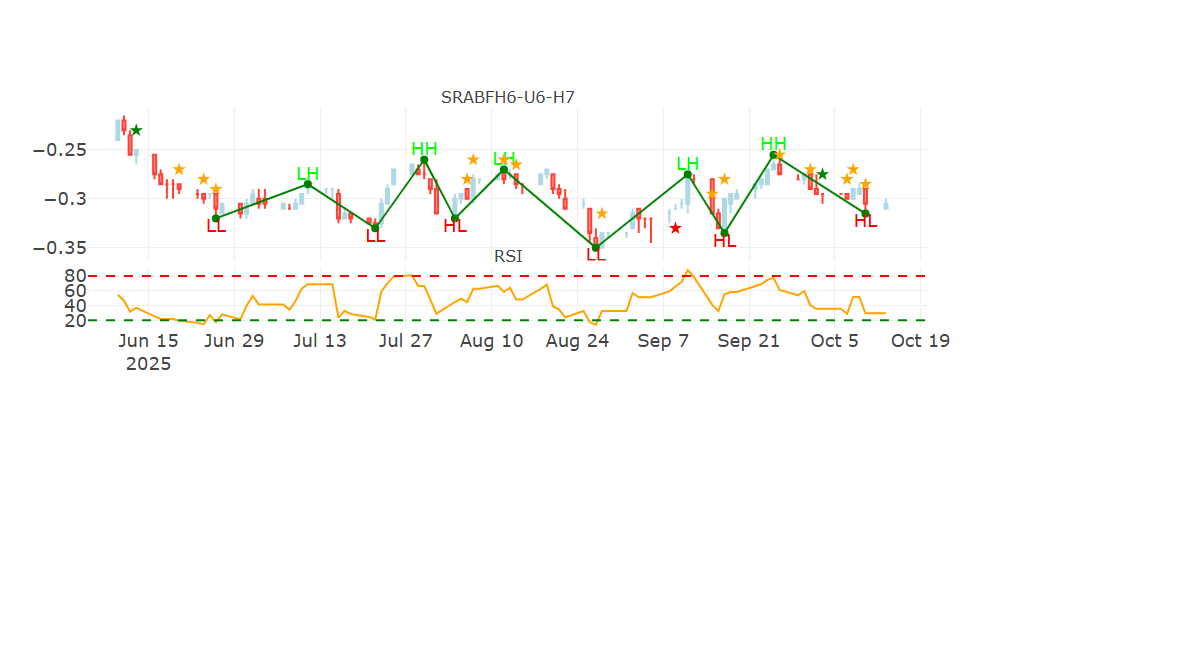 SRABFH6-U6-H7
−0.25
−0.3
−0.35
LL
LH
LL
HH
HL
LH
LL
LH
HL
HH
HL
RSI
80
60
40
20
Jun 15
2025
Jun 29
Jul 13
Jul 27
Aug 10
Aug 24
Sep 7
Sep 21
Oct 5
Oct 19